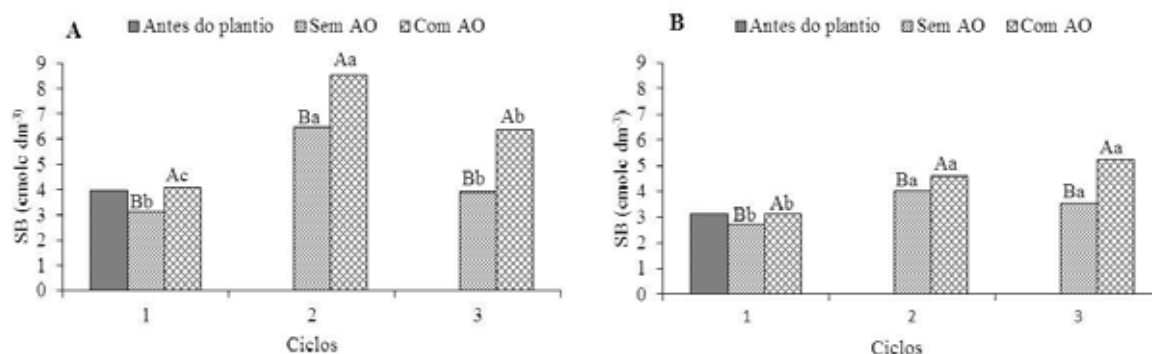 A
Antes do plantio Sem AO Com AO
SB (cmolc dm⁻³)
9
8
7
6
5
4
3
2
1
0
Bb Ac
Ba Aa
Bb Ab
1 2 3
Ciclos
B
Antes do plantio Sem AO Com AO
SB (cmolc dm⁻³)
9
8
7
6
5
4
3
2
1
0
Bb Ab
Ba Aa
Ba Aa
1 2 3
Ciclos